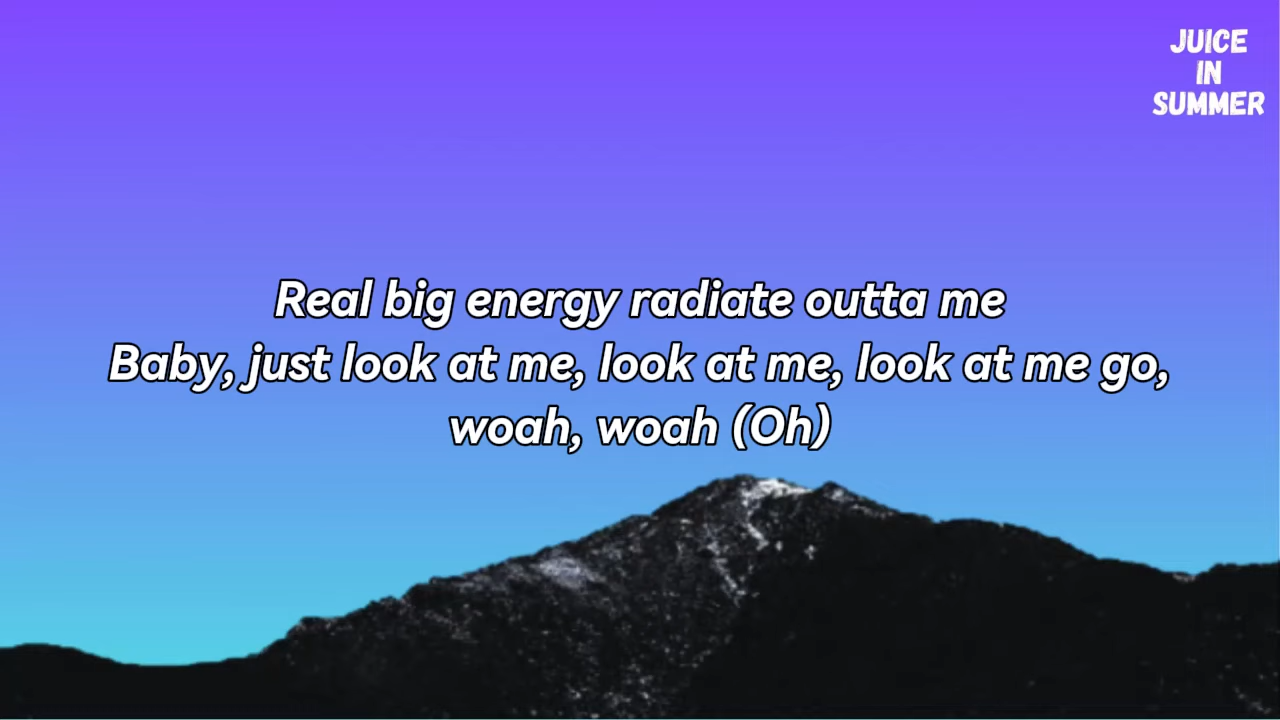 JUICE
IN
SUMMER
Real big energy radiate outta me
Baby, just look at me, look at me, look at me go,
woah, woah (Oh)